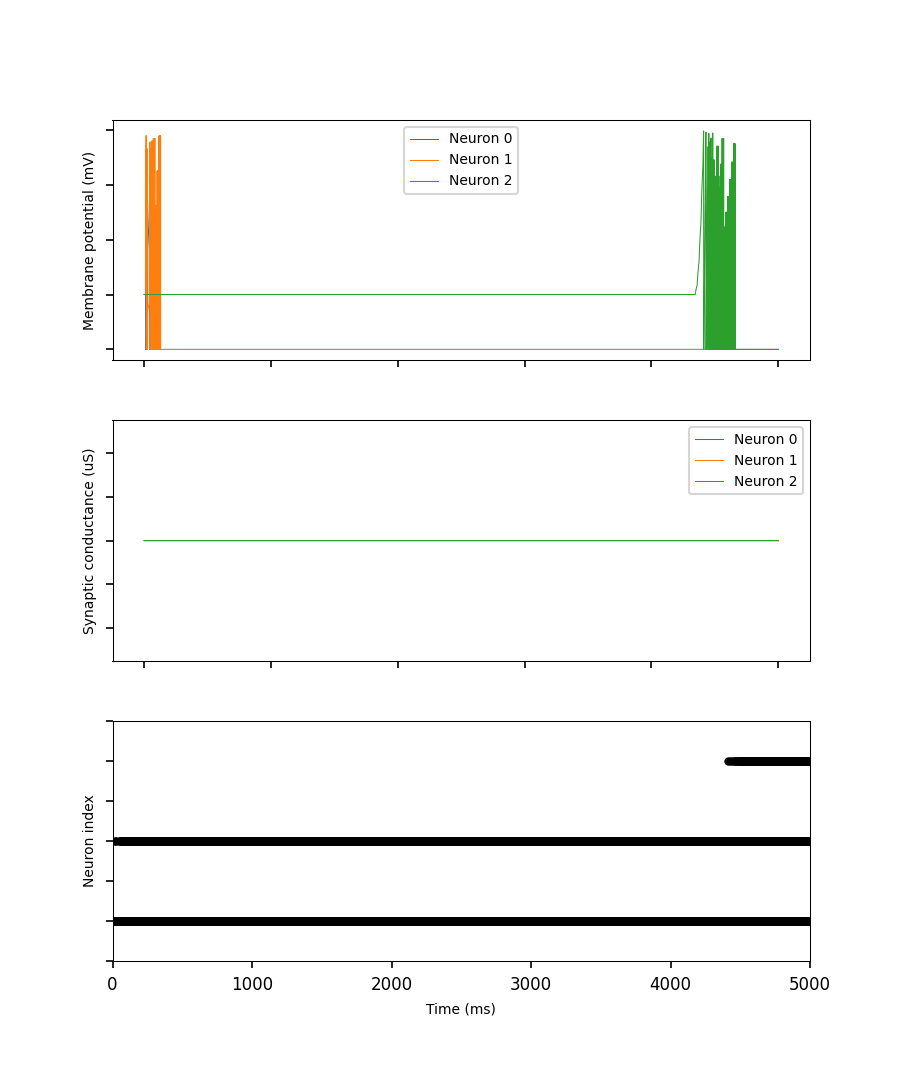 Membrane potential (mV)
Neuron 0
Neuron 1
Neuron 2
Synaptic conductance (uS)
Neuron 0
Neuron 1
Neuron 2
Neuron index
0 1000 2000 3000 4000 5000
Time (ms)